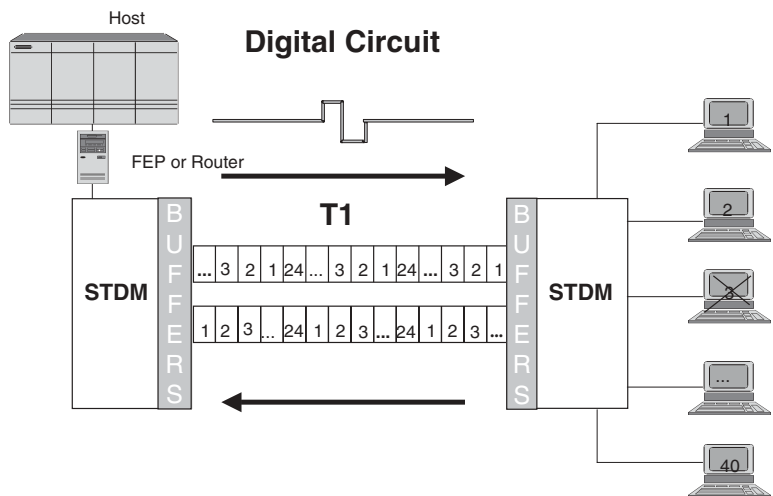 Host
Digital Circuit
FEP or Router
T1
STDM
BUFFERS
... 3 2 1 24 ... 3 2 1 24 ... 3 2 1
1 2 3 ... 24 1 2 3 ... 24 1 2 3 ...
BUFFERS
STDM
1
2
3
...
40